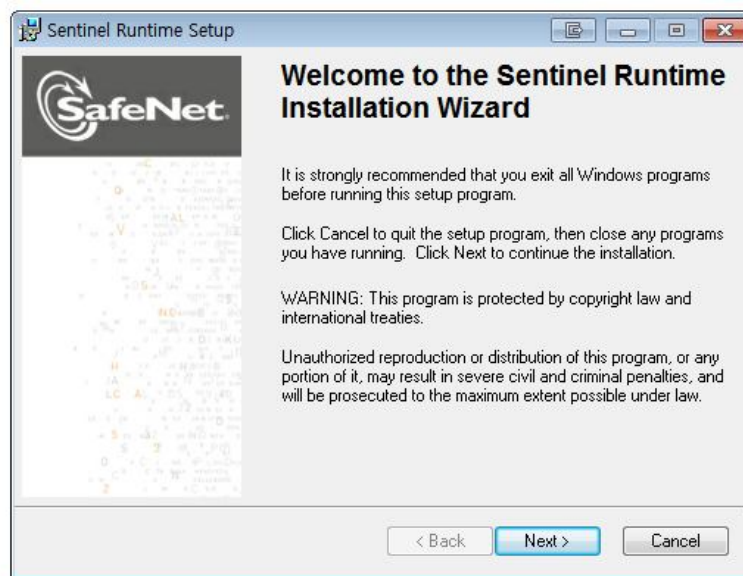 Sentinel Runtime Setup
SafeNet.
Welcome to the Sentinel Runtime
Installation Wizard
It is strongly recommended that you exit all Windows programs
before running this setup program.
Click Cancel to quit the setup program, then close any programs
you have running. Click Next to continue the installation.
WARNING: This program is protected by copyright law and
international treaties.
Unauthorized reproduction or distribution of this program, or any
portion of it, may result in severe civil and criminal penalties, and
will be prosecuted to the maximum extent possible under law.
< Back
Next >
Cancel